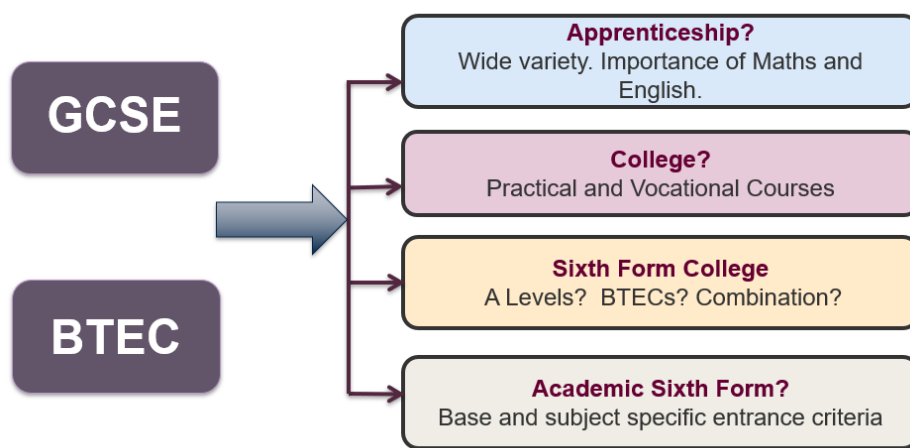 GCSE
BTEC
Apprenticeship?
Wide variety. Importance of Maths and
English.
College?
Practical and Vocational Courses
Sixth Form College
A Levels?  BTECs? Combination?
Academic Sixth Form?
Base and subject specific entrance criteria